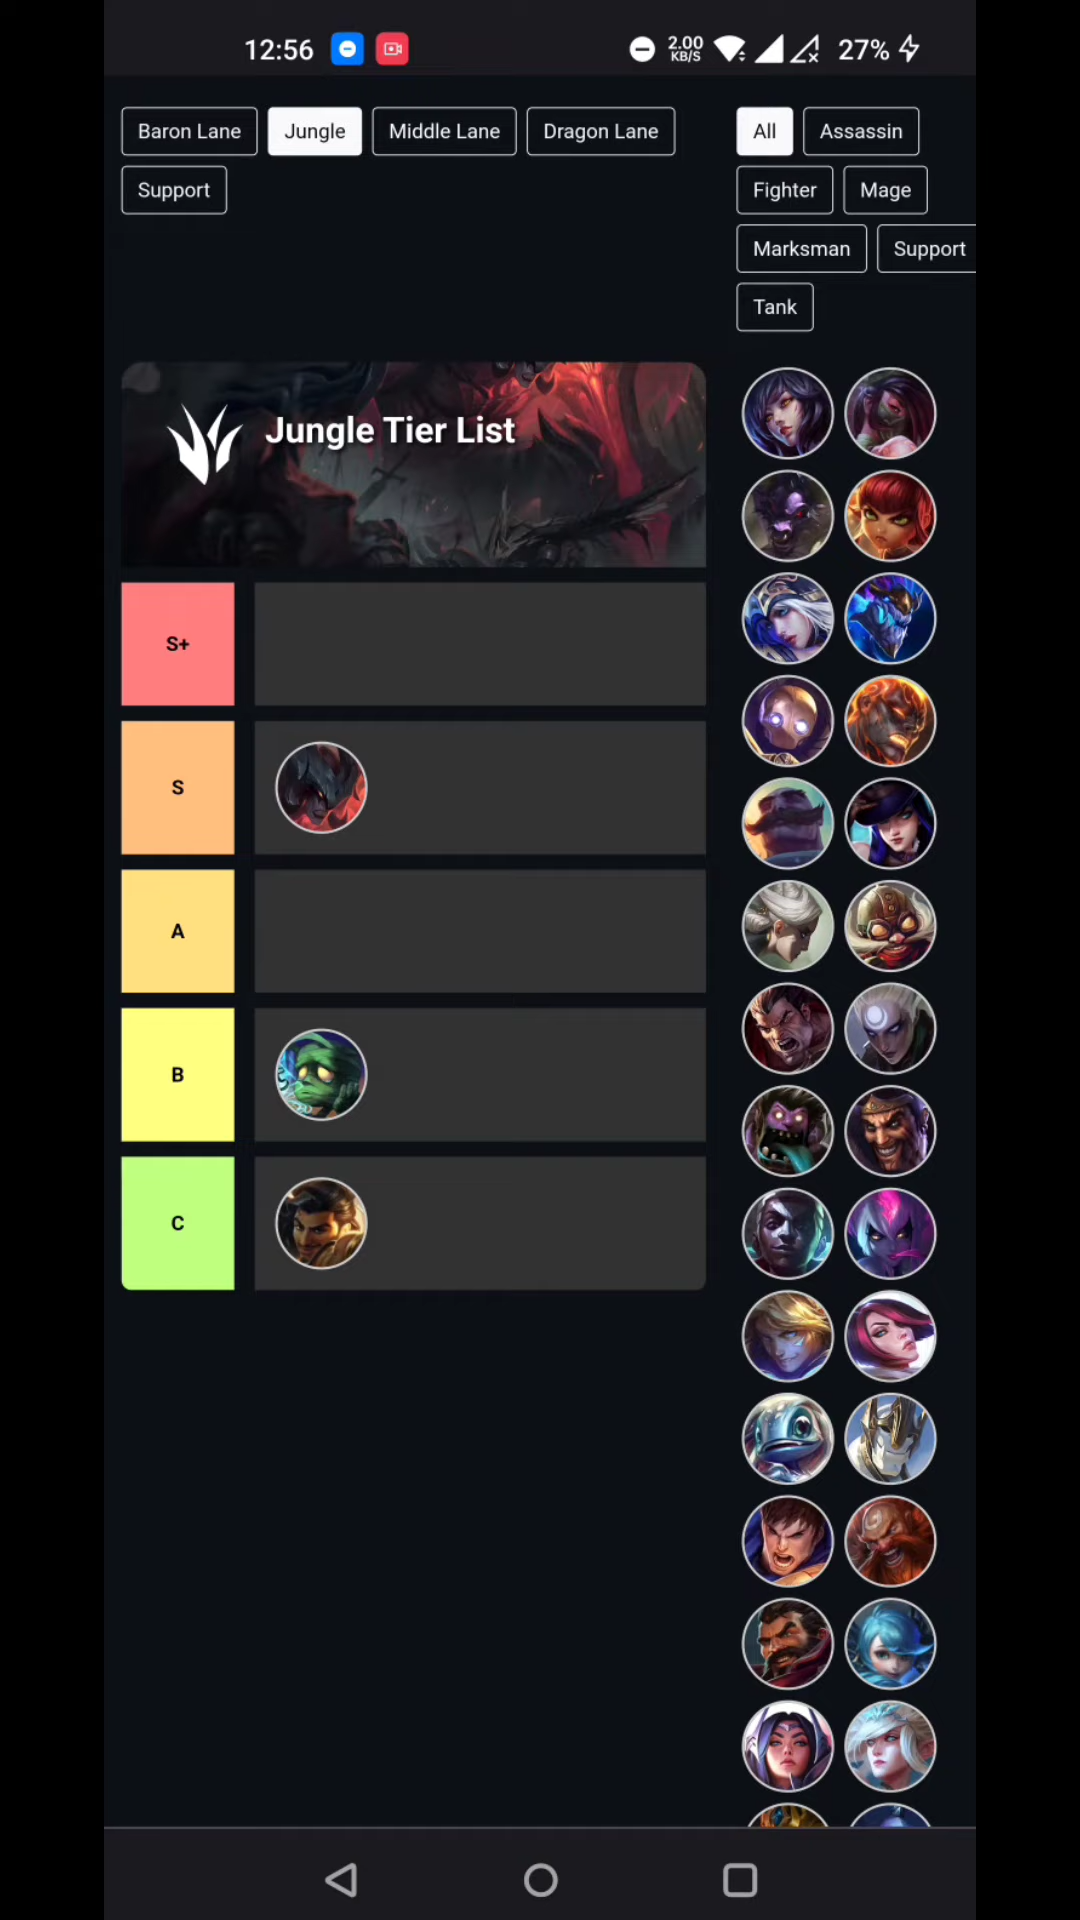 12:56 2.00 KB/S 27%
Baron Lane Jungle Middle Lane Dragon Lane
Support
All Assassin
Fighter Mage
Marksman Support
Tank
Jungle Tier List
S+
S
A
B
C